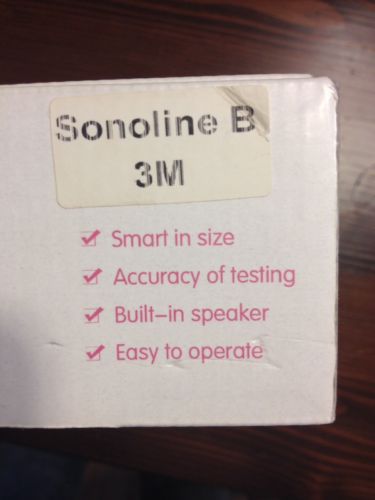 Sonoline B
3M
Smart in size
Accuracy of testing
Built-in speaker
Easy to operate